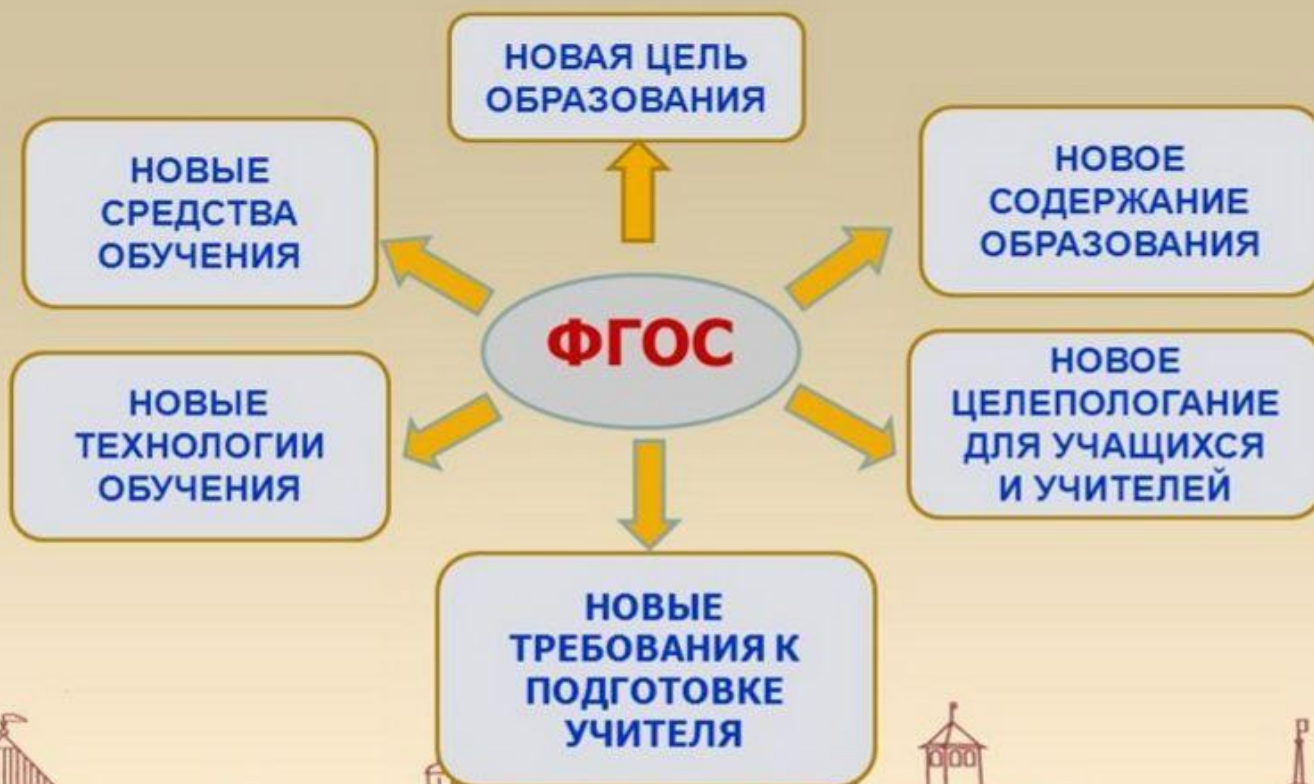 НОВАЯ ЦЕЛЬ
ОБРАЗОВАНИЯ
НОВЫЕ
СРЕДСТВА
ОБУЧЕНИЯ
НОВОЕ
СОДЕРЖАНИЕ
ОБРАЗОВАНИЯ
ФГОС
НОВЫЕ
ТЕХНОЛОГИИ
ОБУЧЕНИЯ
НОВОЕ
ЦЕЛЕПОЛОГАНИЕ
ДЛЯ УЧАЩИХСЯ
И УЧИТЕЛЕЙ
НОВЫЕ
ТРЕБОВАНИЯ К
ПОДГОТОВКЕ
УЧИТЕЛЯ